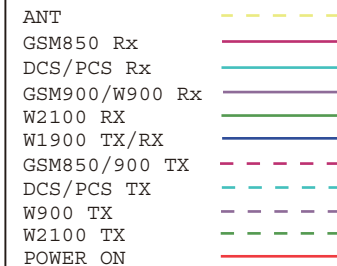 ANT
GSM850 Rx
DCS/PCS Rx
GSM900/W900 Rx
W2100 RX
W1900 TX/RX
GSM850/900 TX
DCS/PCS TX
W900 TX
W2100 TX
POWER ON